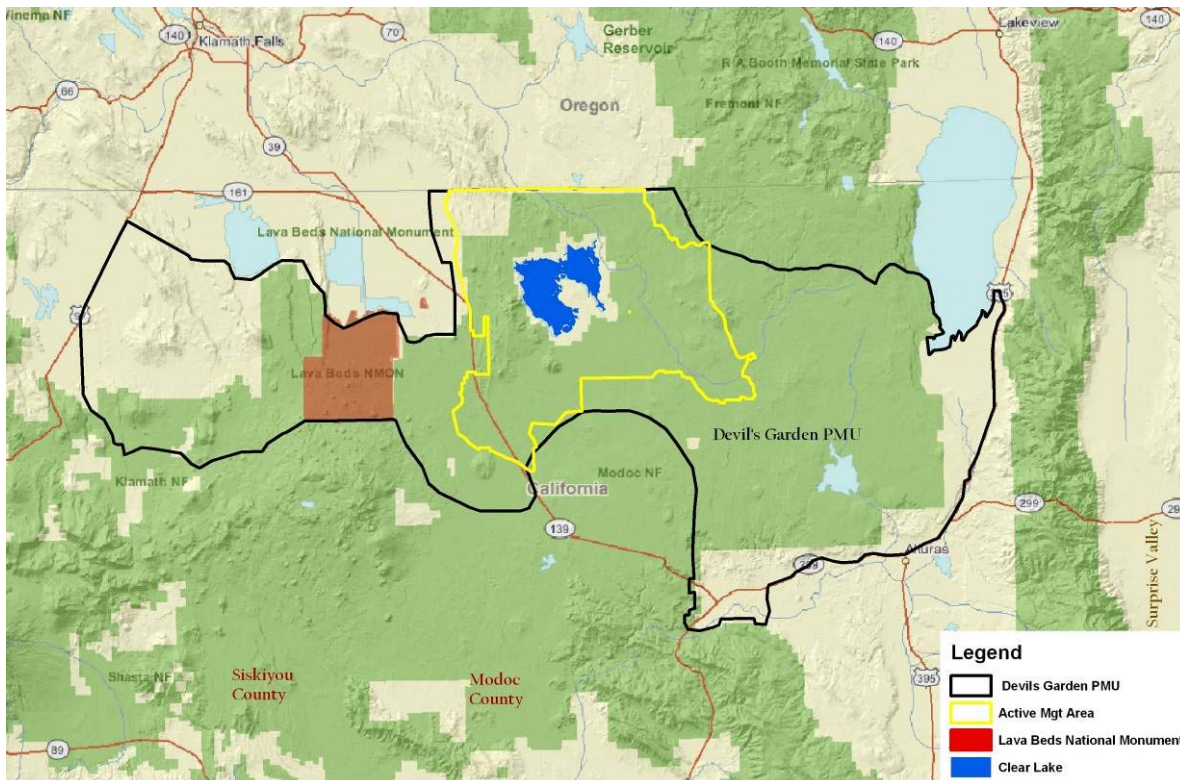 Winema NF
140
Klamath Falls
70
Gerber
Reservoir
Lakeview
140
140
R A Booth Memorial State Park
66
Oregon
Fremont NF
39
161
Lava Beds National Monument
Lava Beds NMON
Devil's Garden PMU
Klamath NF
Modoc NF
California
139
299
299
Alturas
Surprise Valley
Shasta NF
Siskiyou
County
Modoc
County
89
395
Legend
Devils Garden PMU
Active Mgt Area
Lava Beds National Monument
Clear Lake